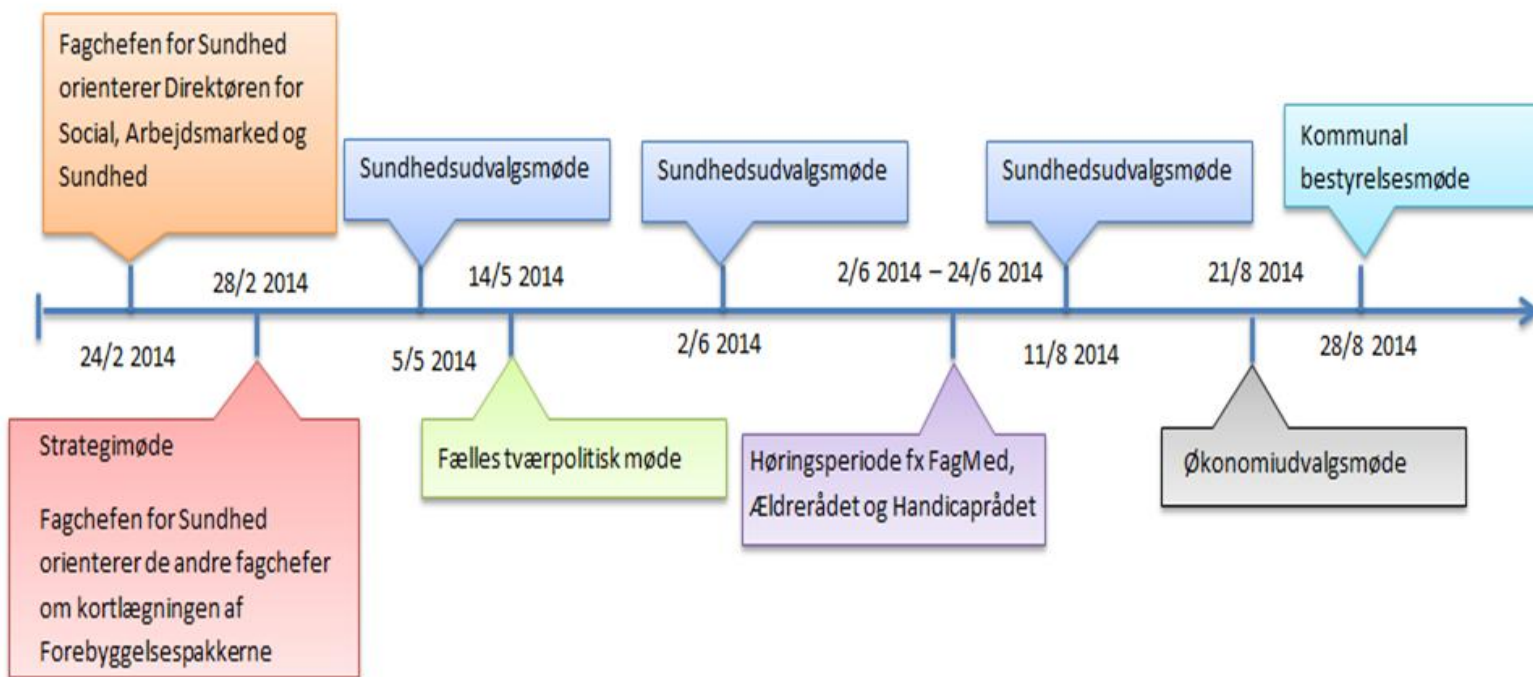 Fagchefen for Sundhed
orienterer Direktøren for
Social, Arbejdsmarked og
Sundhed
Sundhedsudvalgsmøde
Sundhedsudvalgsmøde
Sundhedsudvalgsmøde
Kommunal
bestyrelsesmøde
28/2 2014
14/5 2014
2/6 2014 – 24/6 2014
21/8 2014
24/2 2014
5/5 2014
2/6 2014
11/8 2014
28/8 2014
Strategimøde
Fagchefen for Sundhed
orienterer de andre fagchefer
om kortlægningen af
Forebyggelsespakkerne
Fælles tværpolitisk møde
Høringsperiode fx FagMed,
Ældrerådet og Handicaprådet
Økonomiudvalgsmøde